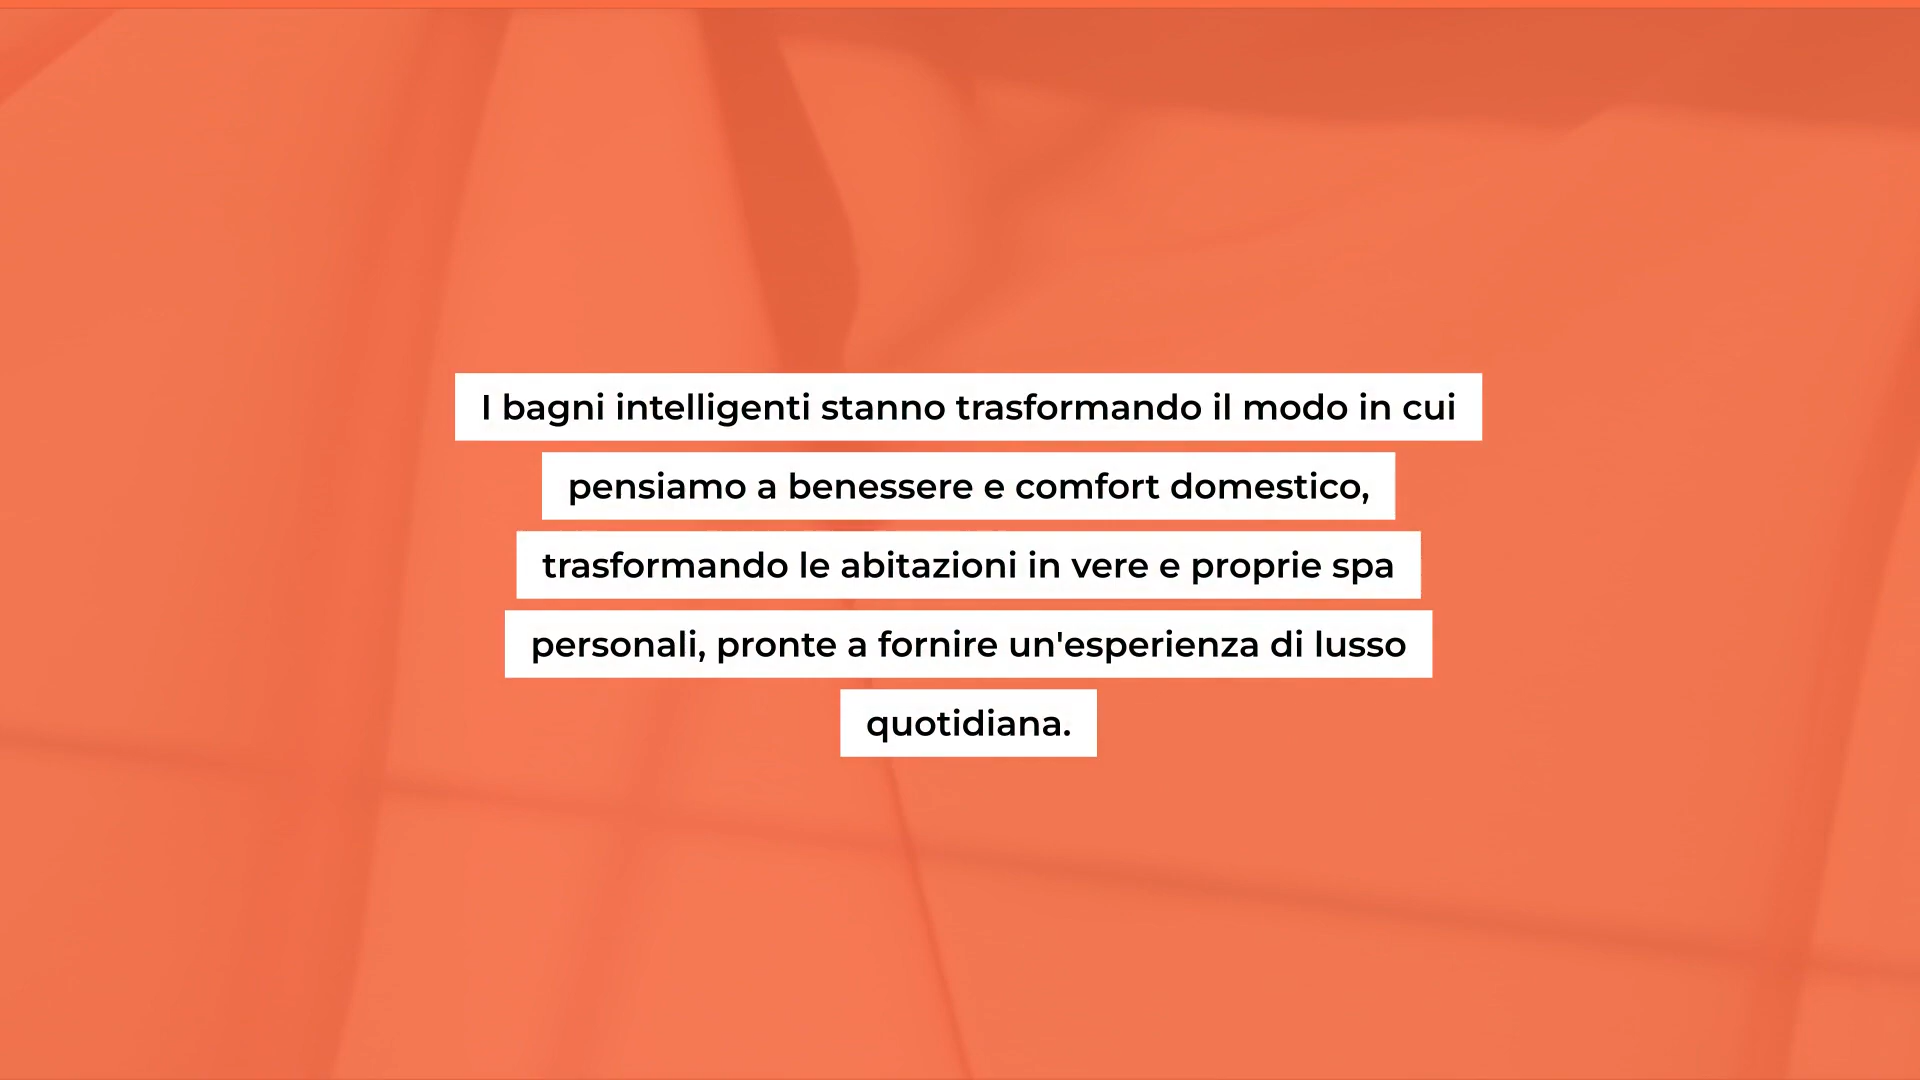 I bagni intelligenti stanno trasformando il modo in cui
pensiamo a benessere e comfort domestico,
trasformando le abitazioni in vere e proprie spa
personali, pronte a fornire un'esperienza di lusso
quotidiana.